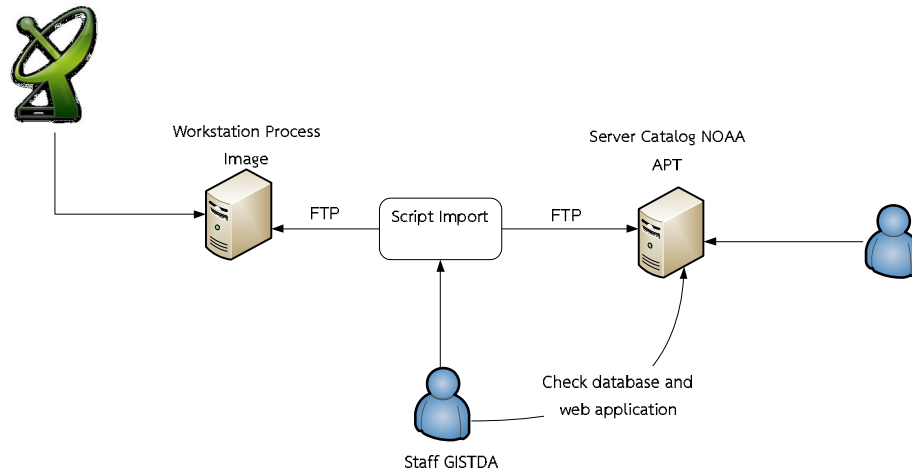 Workstation Process
Image
Server Catalog NOAA
APT
FTP
Script Import
FTP
Check database and
web application
Staff GISTDA